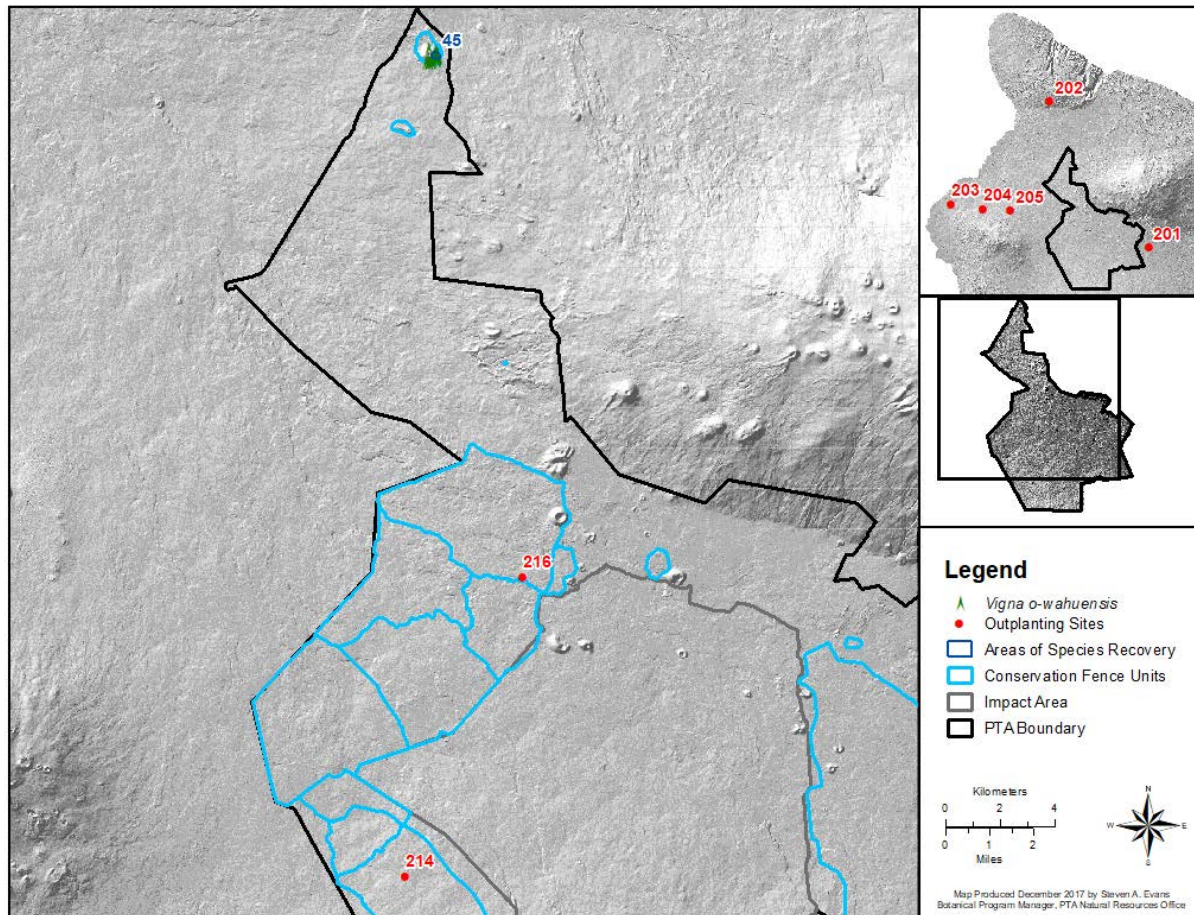 45
216
214
202
203
204
205
201
Legend
Vigna o-wahuensis
Outplanting Sites
Areas of Species Recovery
Conservation Fence Units
Impact Area
PTA Boundary
Kilometers
0 2 4
0 1 2
Miles
N
W E
S
Map Produced December 2017 by Steven A. Evans
Botanical Program Manager, PTA Natural Resources Office